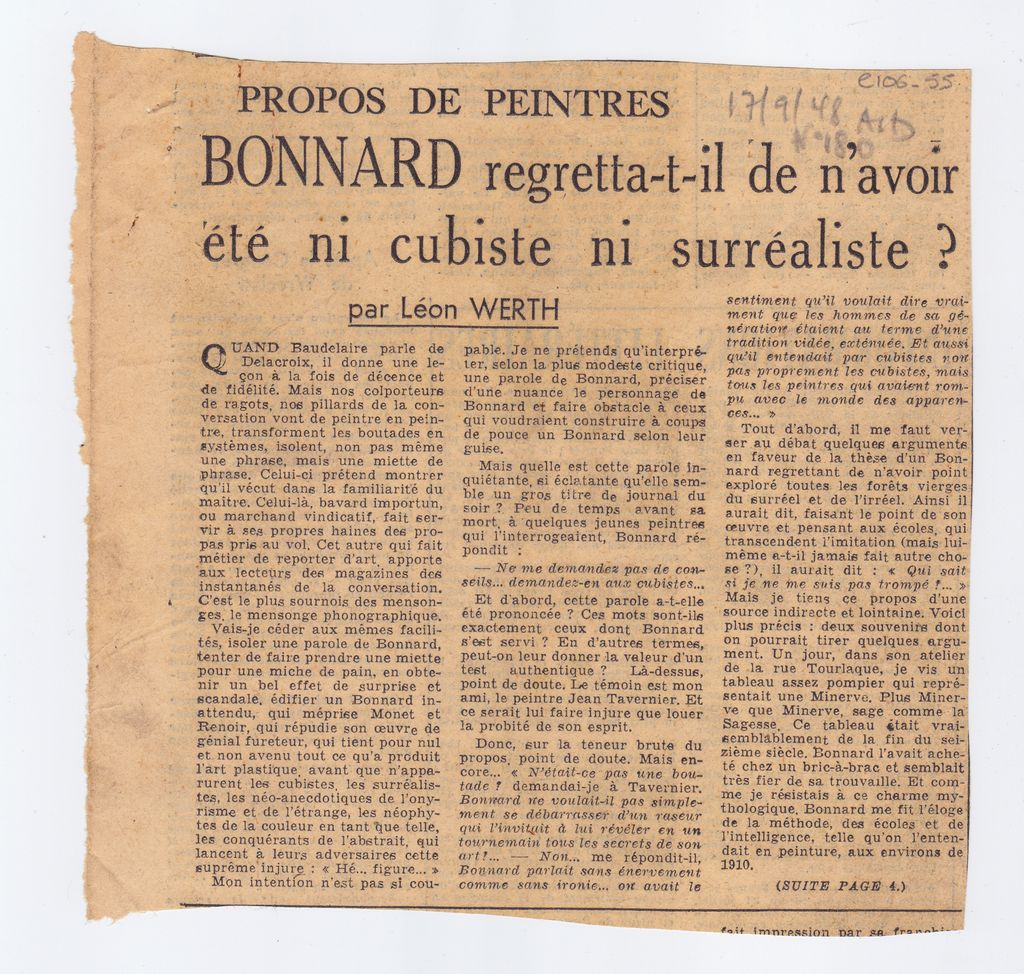 e106-55
17/9/48 Arts
PROPOS DE PEINTRES
BONNARD regretta-t-il de n'avoir
été ni cubiste ni surréaliste ?
par Léon WERTH
QUAND Baudelaire parle de
Delacroix, il donne une le-
çon à la fois de décence et
de fidélité. Mais nos colporteurs
de ragots, nos pillards de la con-
versation vont de peintre en pein-
tre, transforment les boutades en
systèmes, isolent, non pas même
une phrase, mais une miette de
phrase. Celui-ci prétend montrer
qu'il vécut dans la familiarité du
maître. Celui-là, bavard importun,
ou marchand vindicatif, fait ser-
vir à ses propres haines des pro-
pas pris au vol. Cet autre qui fait
métier de reporter d'art, apporte
aux lecteurs des magazines des
instantanés de la conversation.
C'est le plus sournois des menson-
ges, le mensonge phonographique.
Vais-je céder aux mêmes facili-
tés, isoler une parole de Bonnard,
tenter de faire prendre une miette
pour une miche de pain, en obte-
nir un bel effet de surprise et
scandale, édifier un Bonnard in-
attendu, qui méprise Monet et
Renoir, qui répudie son œuvre de
génial fureteur, qui tient pour nul
et non avenu tout ce qu'a produit
l'art plastique, avant que n'appa-
rurent les cubistes, les surréalis-
tes, les néo-anecdotiques de l'ony-
risme et de l'étrange, les néophy-
tes de la couleur en tant que telle,
les conquérants de l'abstrait, qui
lancent à leurs adversaires cette
suprême injure : « Hé... figure... »
Mon intention n'est pas si cou-
pable. Je ne prétends qu'interpré-
ter, selon la plus modeste critique,
une parole de Bonnard, préciser
d'une nuance le personnage de
Bonnard et faire obstacle à ceux
qui voudraient construire à coups
de pouce un Bonnard selon leur
guise.
Mais quelle est cette parole in-
quiétante, si éclatante qu'elle sem-
ble un gros titre de journal du
soir ? Peu de temps avant sa
mort, à quelques jeunes peintres
qui l'interrogeaient, Bonnard ré-
pondit :
— Ne me demandez pas de con-
seils... demandez-en aux cubistes...
Et d'abord, cette parole a-t-elle
été prononcée ? Ces mots sont-ils
exactement ceux dont Bonnard
s'est servi ? En d'autres termes,
peut-on leur donner la valeur d'un
test authentique ? Là-dessus,
point de doute. Le témoin est mon
ami, le peintre Jean Tavernier. Et
ce serait lui faire injure que louer
la probité de son esprit.
Donc, sur la teneur brute du
propos, point de doute. Mais en-
core... « N'était-ce pas une bou-
tade ? demandai-je à Tavernier.
Bonnard ne voulait-il pas simple-
ment se débarrasser d'un raseur
qui l'invitait à lui révéler en un
tournemain tous les secrets de son
art ?... — Non... me répondit-il,
Bonnard parlait sans énervement
comme sans ironie... on avait le
sentiment qu'il voulait dire vrai-
ment que les hommes de sa gé-
nération étaient au terme d'une
tradition vidée, exténuée. Et aussi
qu'il entendait par cubistes non
pas proprement les cubistes, mais
tous les peintres qui avaient rom-
pu avec le monde des apparen-
ces... »
Tout d'abord, il me faut ver-
ser au débat quelques arguments
en faveur de la thèse d'un Bon-
nard regrettant de n'avoir point
exploré toutes les forêts vierges
du surréel et de l'irréel. Ainsi il
aurait dit, faisant le point de son
œuvre et pensant aux écoles, qui
transcendent l'imitation (mais lui-
même a-t-il jamais fait autre cho-
se ?), il aurait dit : « Qui sait
si je ne me suis pas trompé ?... »
Mais je tiens ce propos d'une
source indirecte et lointaine. Voici
plus précis : deux souvenirs dont
on pourrait tirer quelques argu-
ment. Un jour, dans son atelier
de la rue Tourlaque, je vis un
tableau assez pompier qui repré-
sentait une Minerve. Plus Miner-
ve que Minerve, sage comme la
Sagesse. Ce tableau était vrai-
semblablement de la fin du sei-
zième siècle. Bonnard l'avait ache-
té chez un bric-à-brac et semblait
très fier de sa trouvaille. Et com-
me je résistais à ce charme my-
thologique, Bonnard me fit l'éloge
de la méthode, des écoles et de
l'intelligence, telle qu'on l'enten-
dait en peinture, aux environs de
1910.
(SUITE PAGE 4.)
fait impression par sa